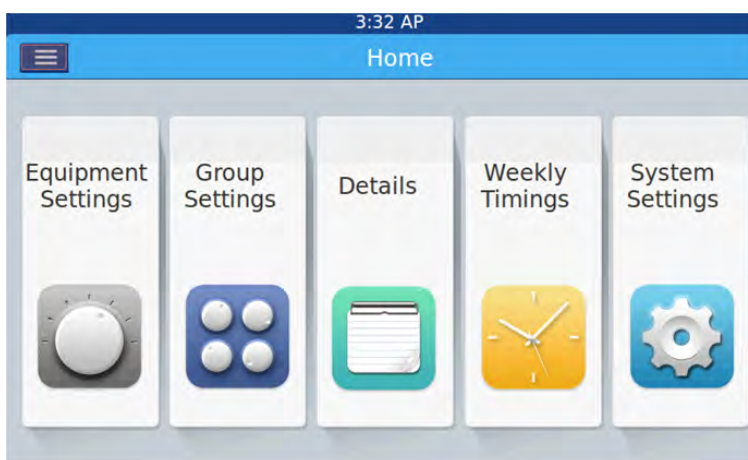 3:32 AP
Home
Equipment
Settings
Group
Settings
Details
Weekly
Timings
System
Settings